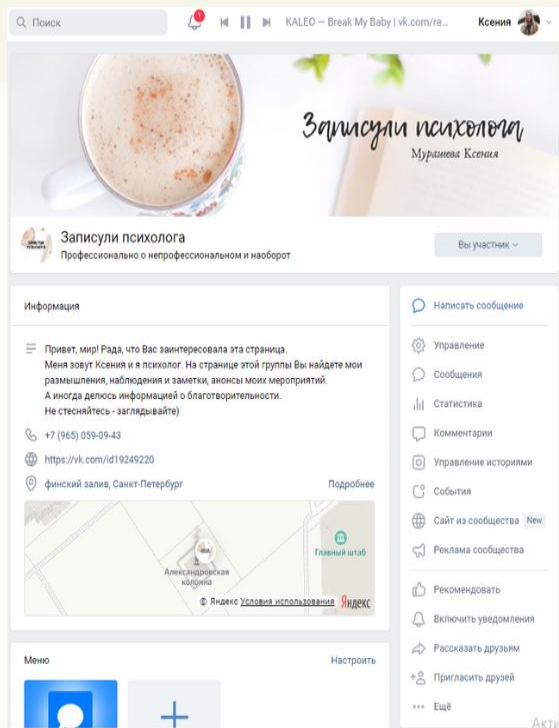 Поиск
1
KALEO – Break My Baby | vk.com/re...
Ксения
Записули психолога
Мурашева Ксения
Записули психолога
Профессионально о непрофессиональном и наоборот
Вы участник
Информация
Привет, мир! Рада, что Вас заинтересовала эта страница.
Меня зовут Ксения и я психолог. На странице этой группы Вы найдете мои
размышления, наблюдения и заметки, анонсы моих мероприятий.
А иногда делюсь информацией о благотворительности.
Не стесняйтесь - заглядывайте)
+7 (965) 059-09-43
https://vk.com/id19249220
финский залив, Санкт-Петербург
Подробнее
Главный штаб
Александровская
колонна
© Яндекс Условия использования Яндекс
Меню
Настроить
Написать сообщение
Управление
Сообщения
Статистика
Комментарии
Управление историями
События
Сайт из сообщества New
Реклама сообщества
Рекомендовать
Включить уведомления
Рассказать друзьям
Пригласить друзей
Ещё